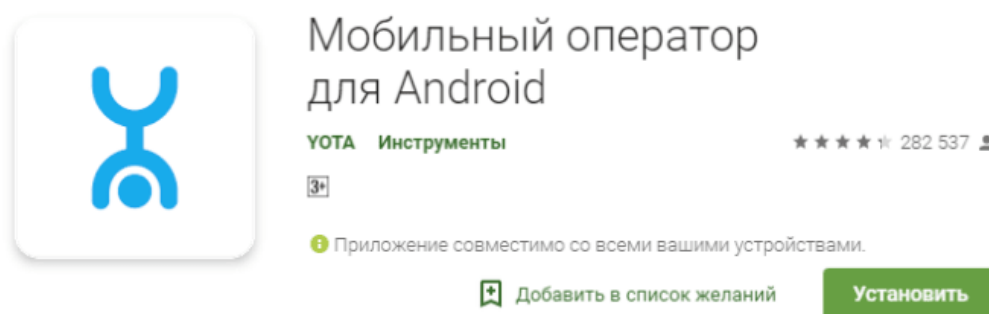 Мобильный оператор
для Android
YOTA Инструменты 282 537
3+
Приложение совместимо со всеми вашими устройствами.
Добавить в список желаний Установить